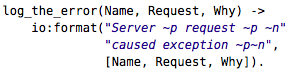 log_the_error(Name, Request, Why) ->
io:format("Server ~p request ~p ~n"
"caused exception ~p~n",
[Name, Request, Why]).